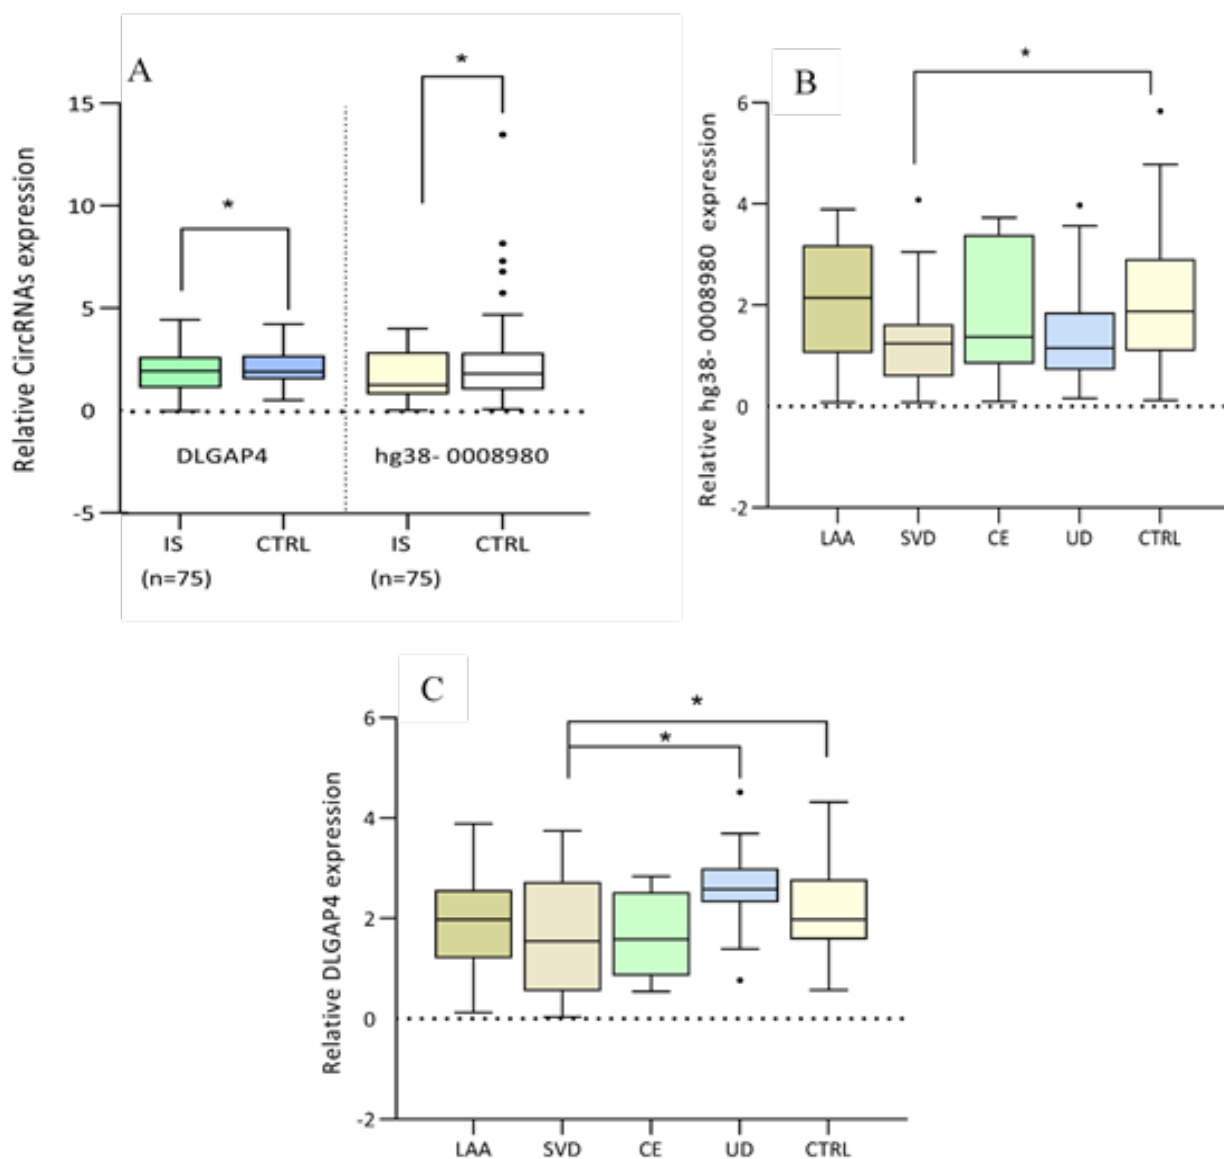 A
*
*
Relative CircRNAs expression
15
10
5
0
-5
DLGAP4
hg38- 0008980
IS
CTRL
IS
CTRL
(n=75)
(n=75)
B
*
Relative hg38- 0008980 expression
6
4
2
0
-2
LAA
SVD
CE
UD
CTRL
C
*
*
Relative DLGAP4 expression
6
4
2
0
-2
LAA
SVD
CE
UD
CTRL